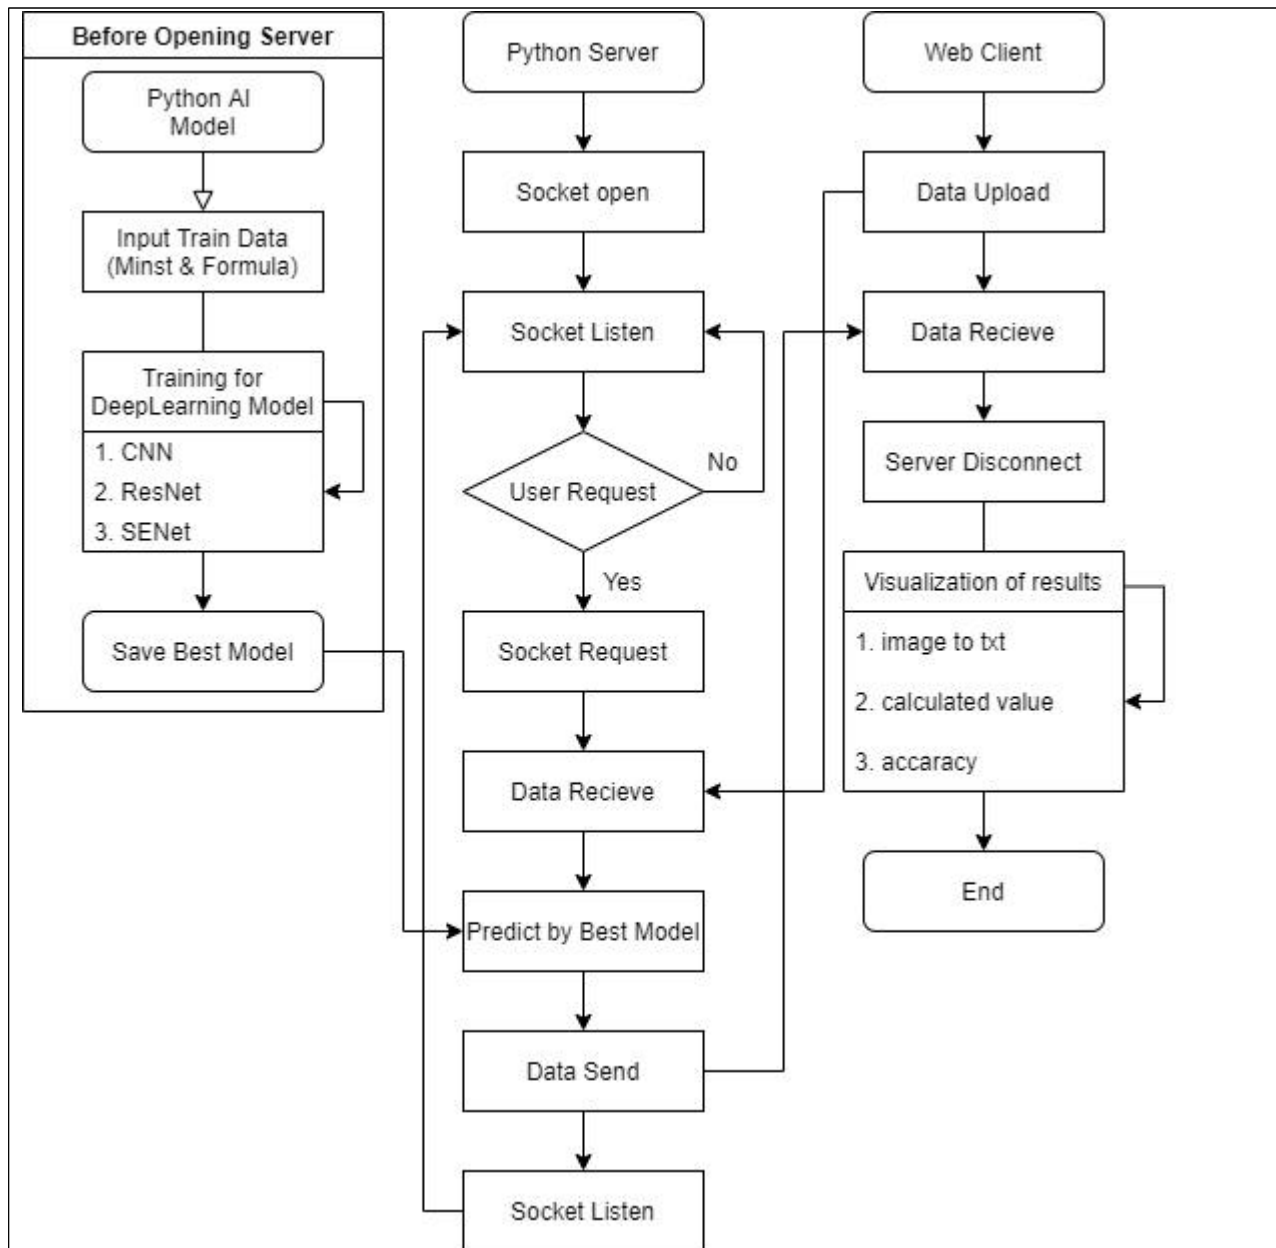 Before Opening Server
Python AI
Model
Input Train Data
(Minst & Formula)
Training for
DeepLearning Model
1. CNN
2. ResNet
3. SENet
Save Best Model
Python Server
Socket open
Socket Listen
User Request
No
Yes
Socket Request
Data Recieve
Predict by Best Model
Data Send
Socket Listen
Web Client
Data Upload
Data Recieve
Server Disconnect
Visualization of results
1. image to txt
2. calculated value
3. accaracy
End